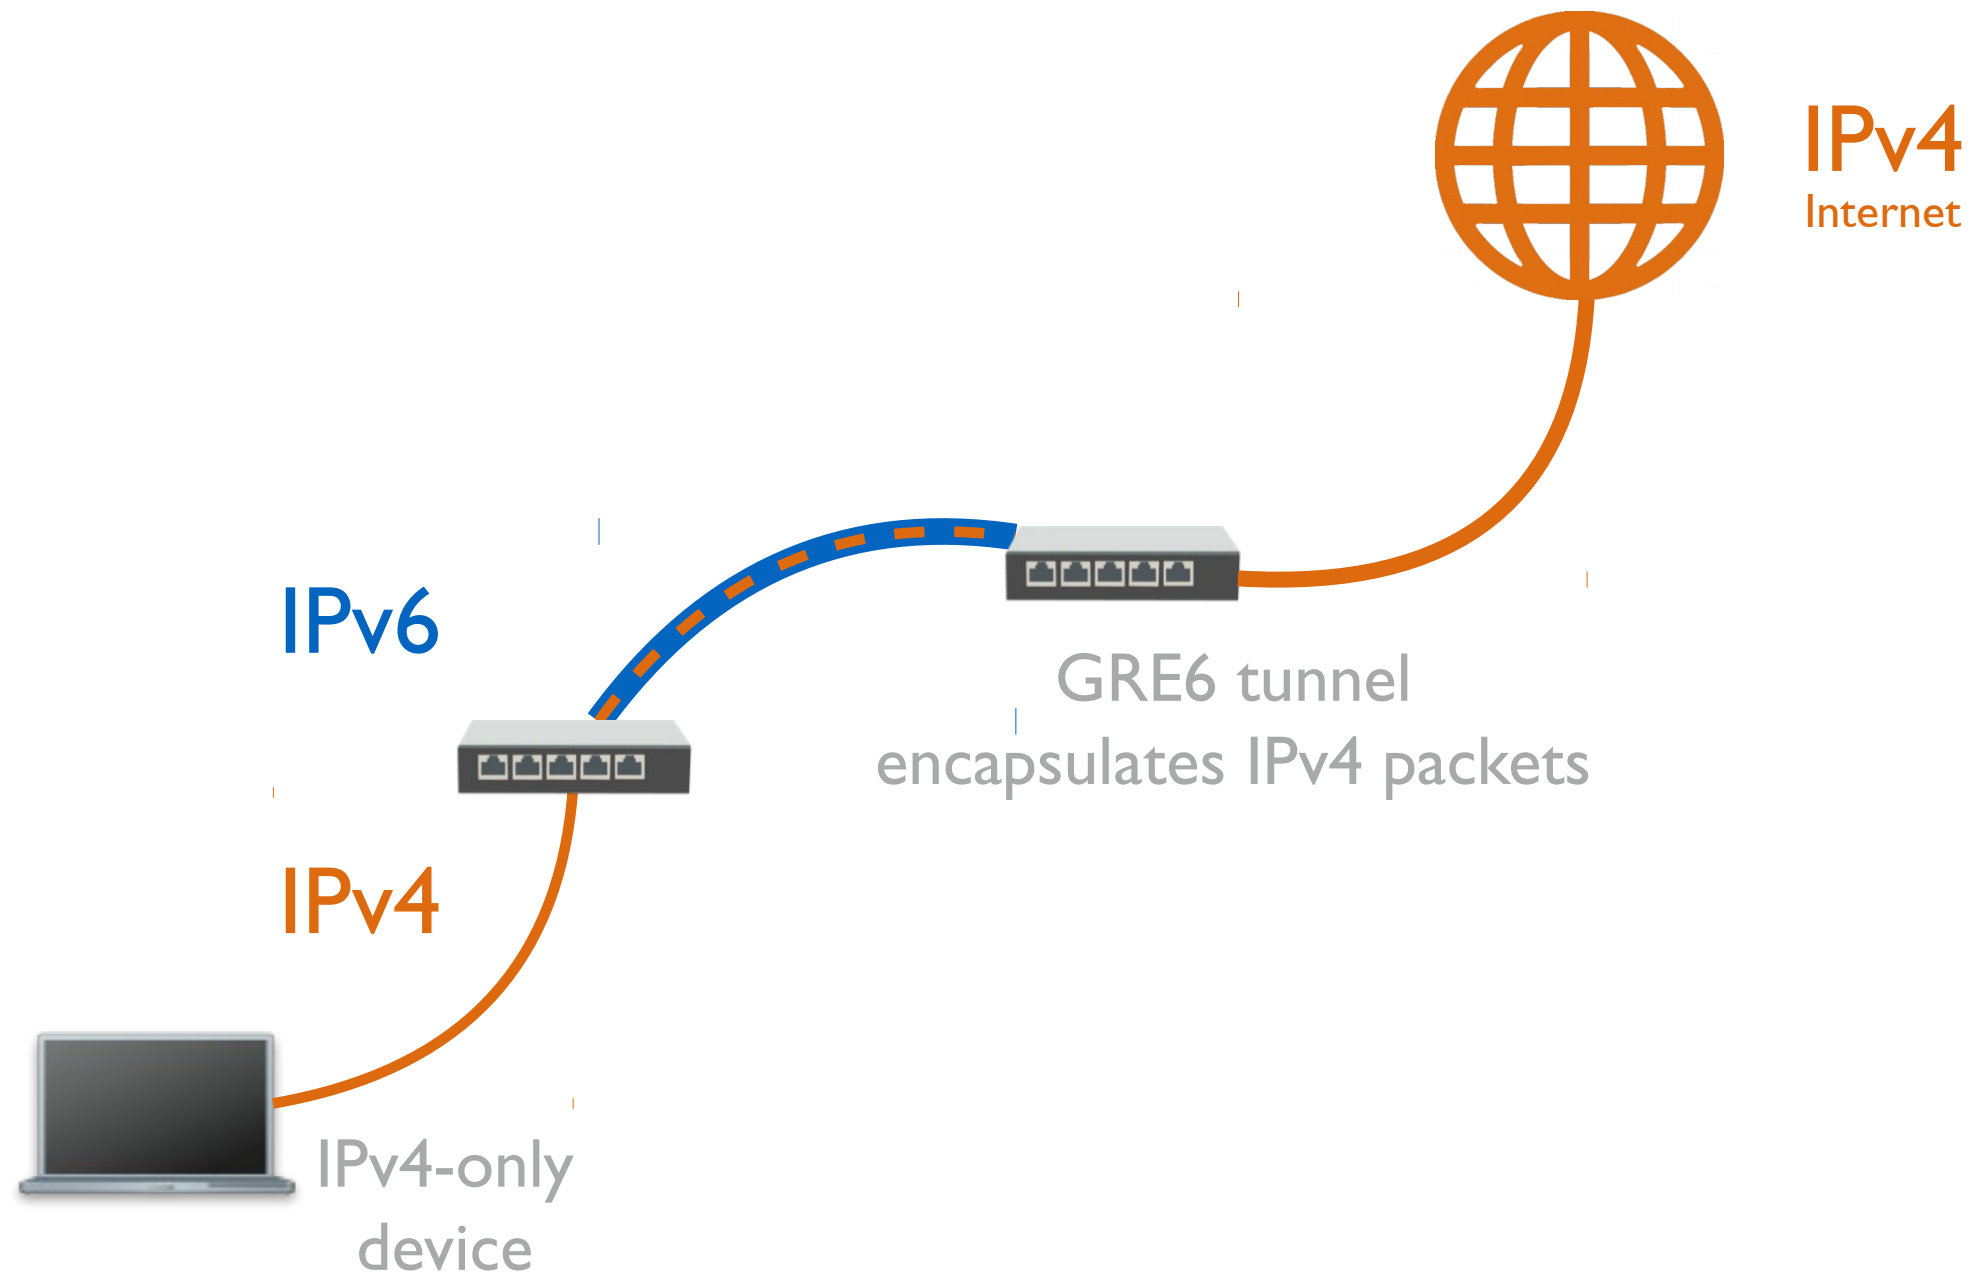 IPv4
Internet
IPv6
GRE6 tunnel
encapsulates IPv4 packets
IPv4
IPv4-only
device